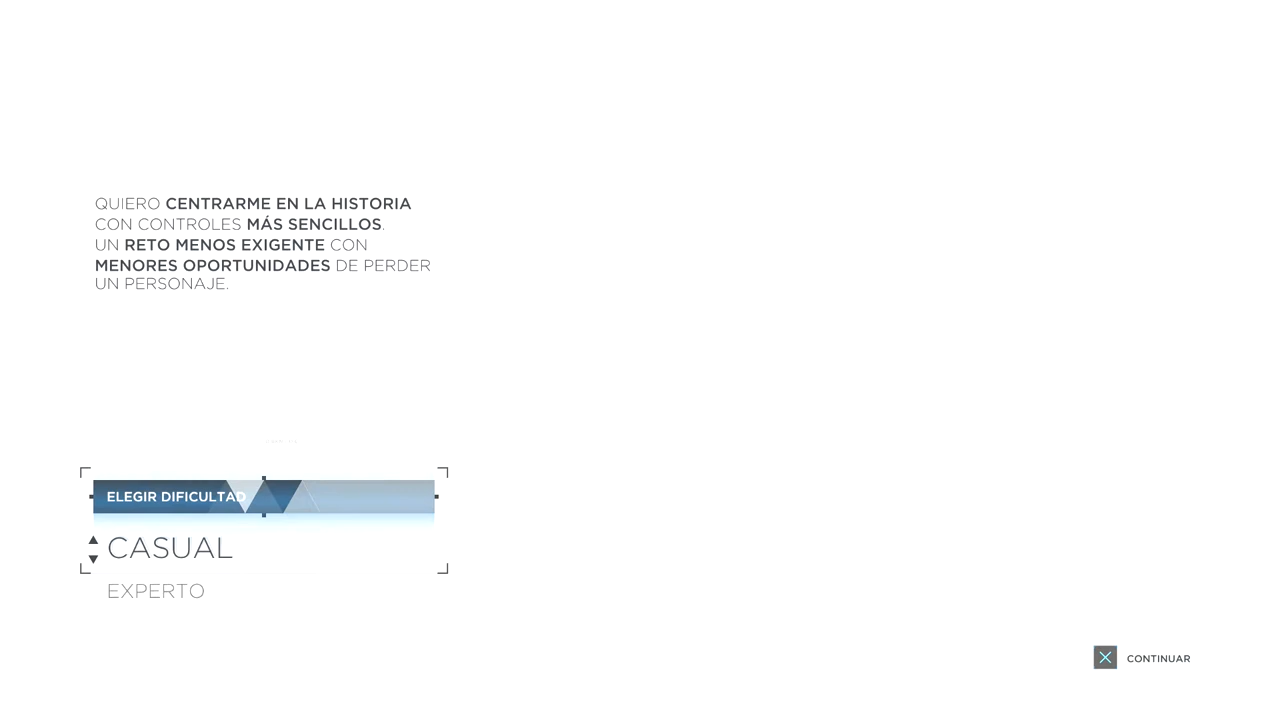 QUIERO CENTRARME EN LA HISTORIA
CON CONTROLES MÁS SENCILLOS.
UN RETO MENOS EXIGENTE CON
MENORES OPORTUNIDADES DE PERDER
UN PERSONAJE.
ELEGIR DIFICULTAD
CASUAL
EXPERTO
CONTINUAR